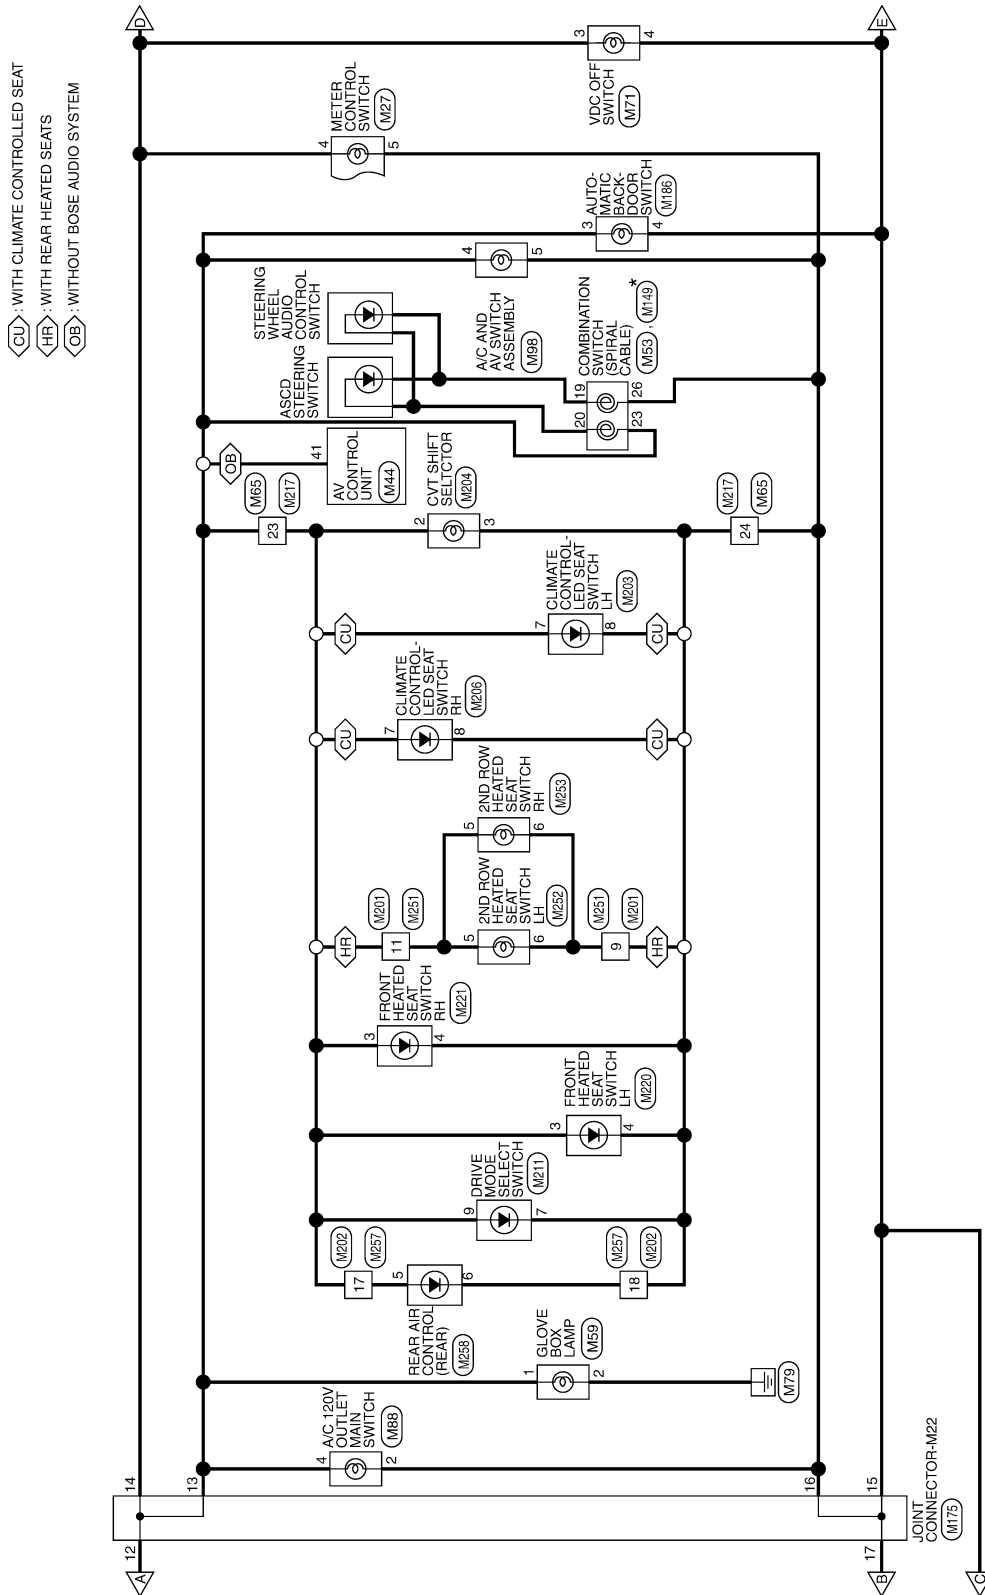 CU : WITH CLIMATE CONTROLLED SEAT
HR : WITH REAR HEATED SEATS
OB : WITHOUT BOSE AUDIO SYSTEM
A
12
14
D
13
B
17
15
E
16
C
JOINT
CONNECTOR-M22
M175
A/C 120V
OUTLET
MAIN
SWITCH
M88
4
2
GLOVE
BOX
LAMP
M59
1
2
M79
REAR AIR
CONTROL
(REAR)
M258
17
M202
M257
5
6
18
M257
M202
DRIVE
MODE
SELECT
SWITCH
M211
9
7
FRONT
HEATED
SEAT
SWITCH
LH
M220
3
4
FRONT
HEATED
SEAT
SWITCH
RH
M221
3
4
HR
11
M201
M251
2ND ROW
HEATED
SEAT
SWITCH
LH
M252
5
6
9
M251
M201
HR
2ND ROW
HEATED
SEAT
SWITCH
RH
M253
5
6
CU
CLIMATE
CONTROL-
LED SEAT
SWITCH
RH
M206
7
8
CU
CU
CLIMATE
CONTROL-
LED SEAT
SWITCH
LH
M203
7
8
CU
23
M65
M217
CVT SHIFT
SELTCTOR
M204
2
3
24
M217
M65
OB
41
AV
CONTROL
UNIT
M44
ASCD
STEERING
SWITCH
STEERING
WHEEL
AUDIO
CONTROL
SWITCH
COMBINATION
SWITCH
(SPIRAL
CABLE)
M53 , M149 *
20
19
23
26
A/C AND
AV SWITCH
ASSEMBLY
M98
4
5
AUTO-
MATIC
BACK-
DOOR
SWITCH
M186
3
4
METER
CONTROL
SWITCH
M27
4
5
VDC OFF
SWITCH
M71
3
4